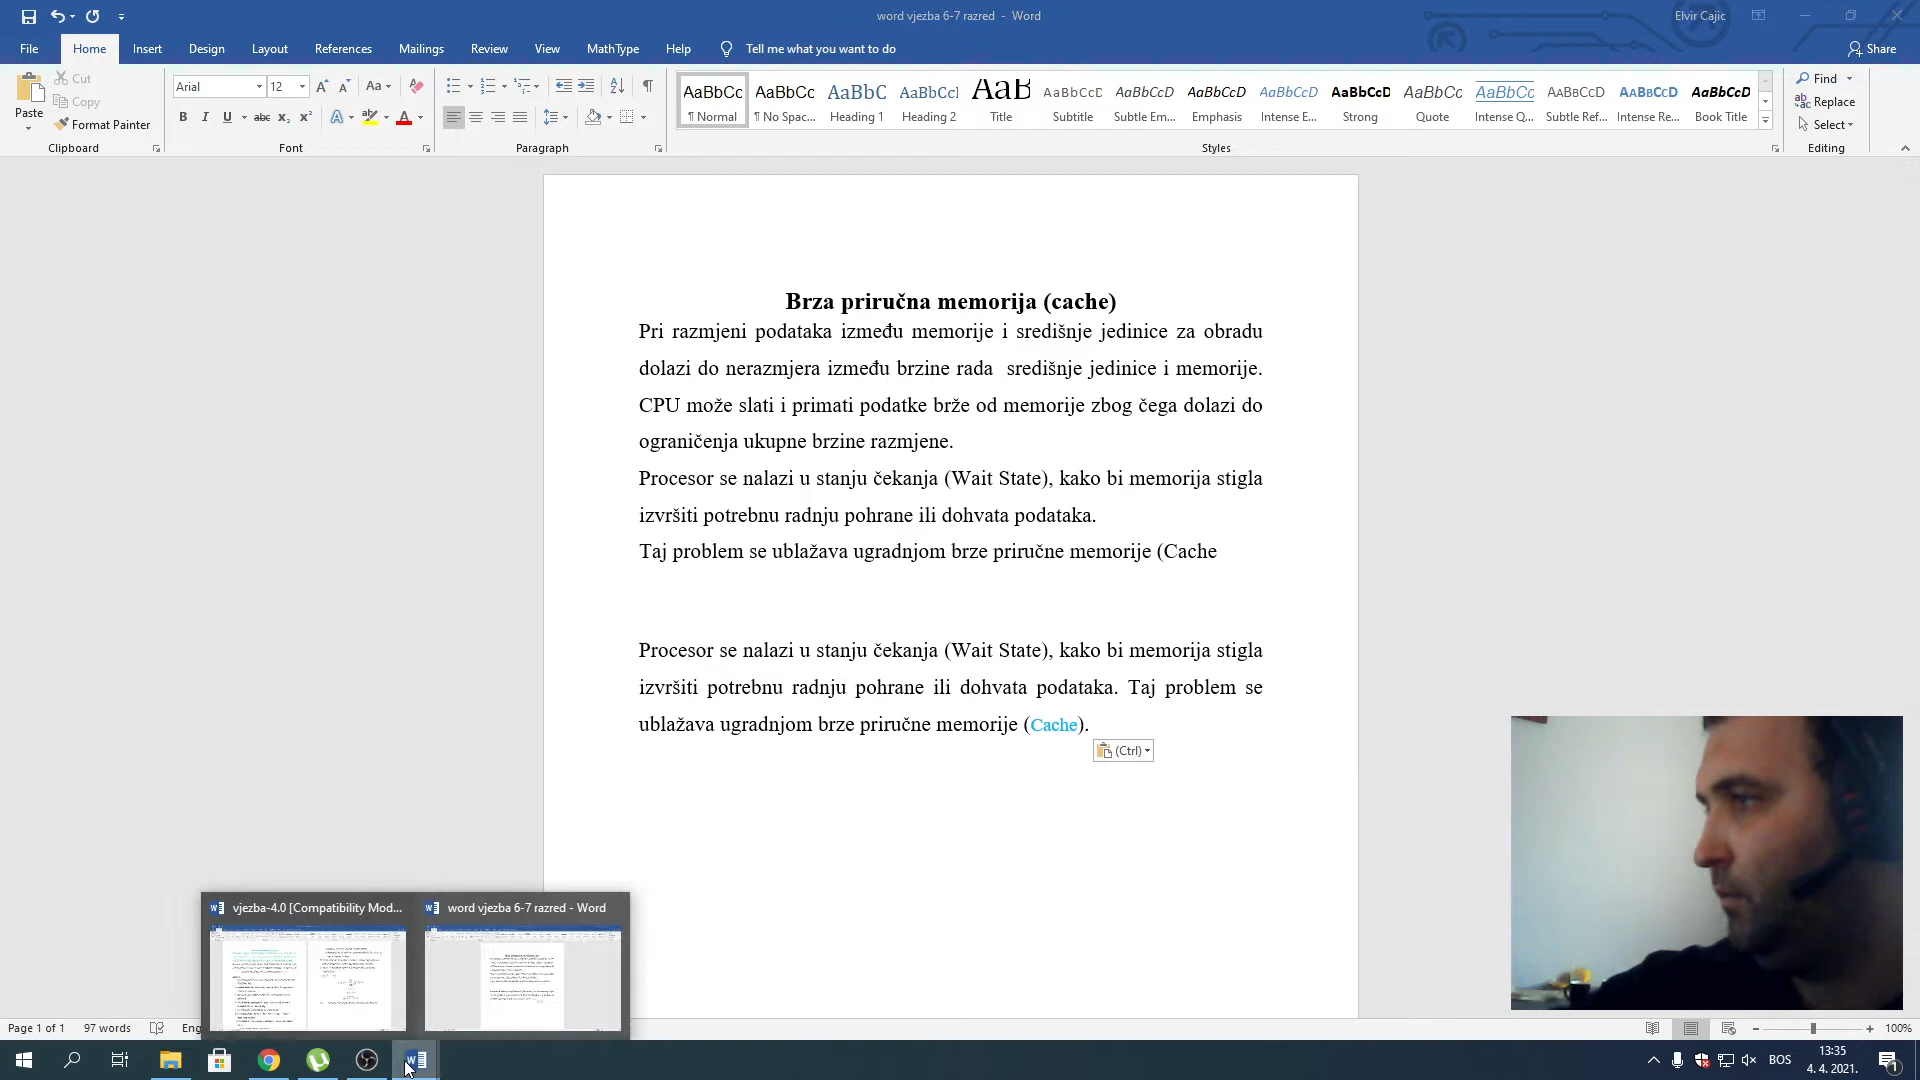 word vjezba 6-7 razred - Word
Elvir Cajic
File Home Insert Design Layout References Mailings Review View MathType Help Tell me what you want to do Share
Paste
Cut
Copy
Format Painter
Clipboard
Arial 12
Font
Paragraph
AaBbCc AaBbCc AaBbC AaBbCcI AaB AaBbCcD AaBbCcD AaBbCcD AaBbCcD AaBbCcD AaBbCc AaBbCc AaBbCcD AaBbCcD AaBbCcD
¶ Normal ¶ No Spac... Heading 1 Heading 2 Title Subtitle Subtle Em... Emphasis Intense E... Strong Quote Intense Q... Subtle Ref... Intense Re... Book Title
Styles
Find
Replace
Select
Editing
Brza priručna memorija (cache)
Pri razmjeni podataka između memorije i središnje jedinice za obradu
dolazi do nerazmjera između brzine rada središnje jedinice i memorije.
CPU može slati i primati podatke brže od memorije zbog čega dolazi do
ograničenja ukupne brzine razmjene.
Procesor se nalazi u stanju čekanja (Wait State), kako bi memorija stigla
izvršiti potrebnu radnju pohrane ili dohvata podataka.
Taj problem se ublažava ugradnjom brze priručne memorije (Cache
Procesor se nalazi u stanju čekanja (Wait State), kako bi memorija stigla
izvršiti potrebnu radnju pohrane ili dohvata podataka. Taj problem se
ublažava ugradnjom brze priručne memorije (Cache).
(Ctrl)
vjezba-4.0 [Compatibility Mod...
word vjezba 6-7 razred - Word
Page 1 of 1 97 words Eng
100%
BOS
13:35
4. 4. 2021.
1